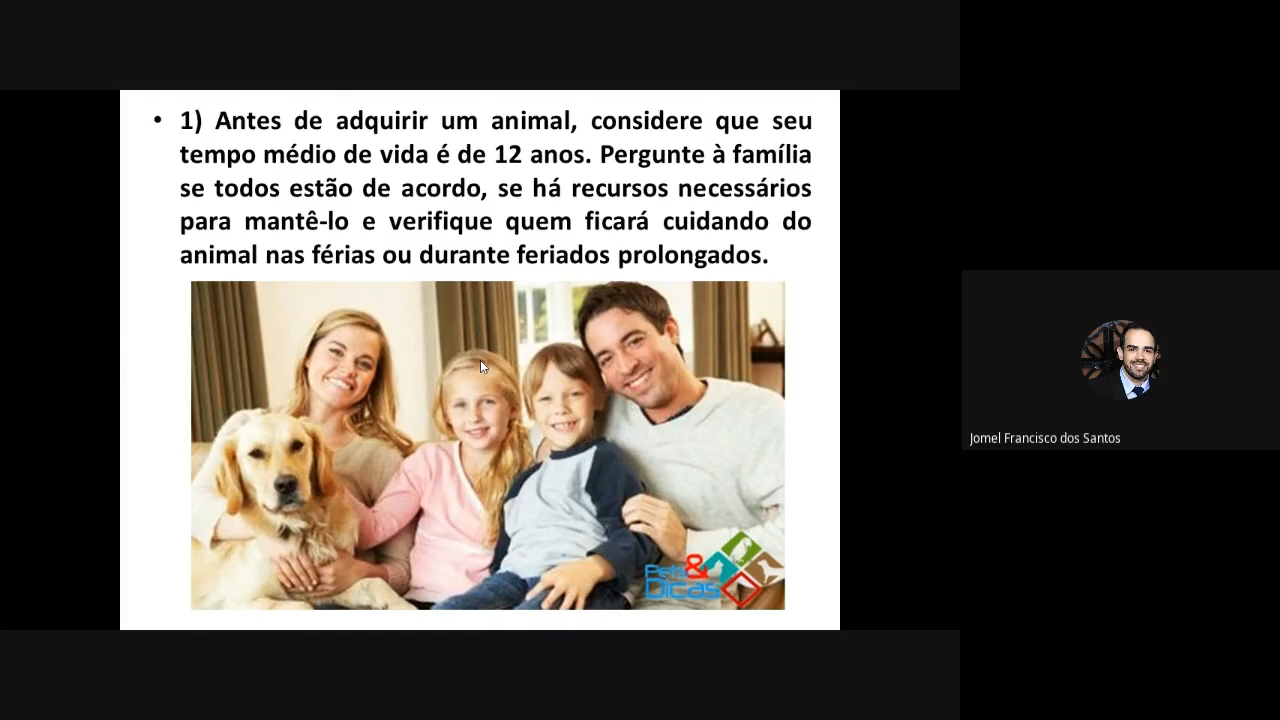 • 1) Antes de adquirir um animal, considere que seu
tempo médio de vida é de 12 anos. Pergunte à família
se todos estão de acordo, se há recursos necessários
para mantê-lo e verifique quem ficará cuidando do
animal nas férias ou durante feriados prolongados.
Pets & Dicas
Jomel Francisco dos Santos